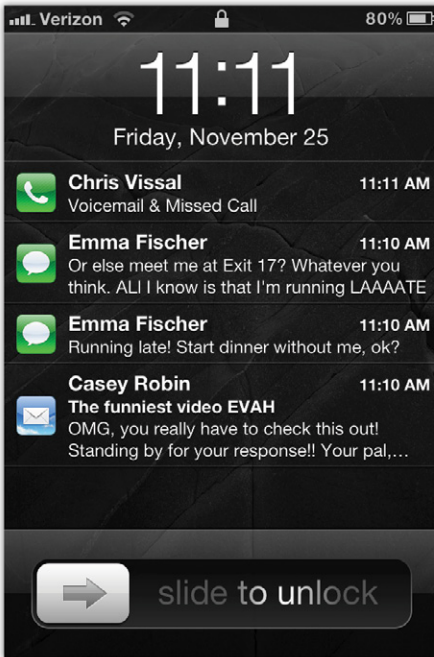 Verizon 80%
11:11
Friday, November 25
Chris Vissal 11:11 AM
Voicemail & Missed Call
Emma Fischer 11:10 AM
Or else meet me at Exit 17? Whatever you
think. ALl I know is that I'm running LAAAATE
Emma Fischer 11:10 AM
Running late! Start dinner without me, ok?
Casey Robin 11:10 AM
The funniest video EVAH
OMG, you really have to check this out!
Standing by for your response!! Your pal,...
slide to unlock